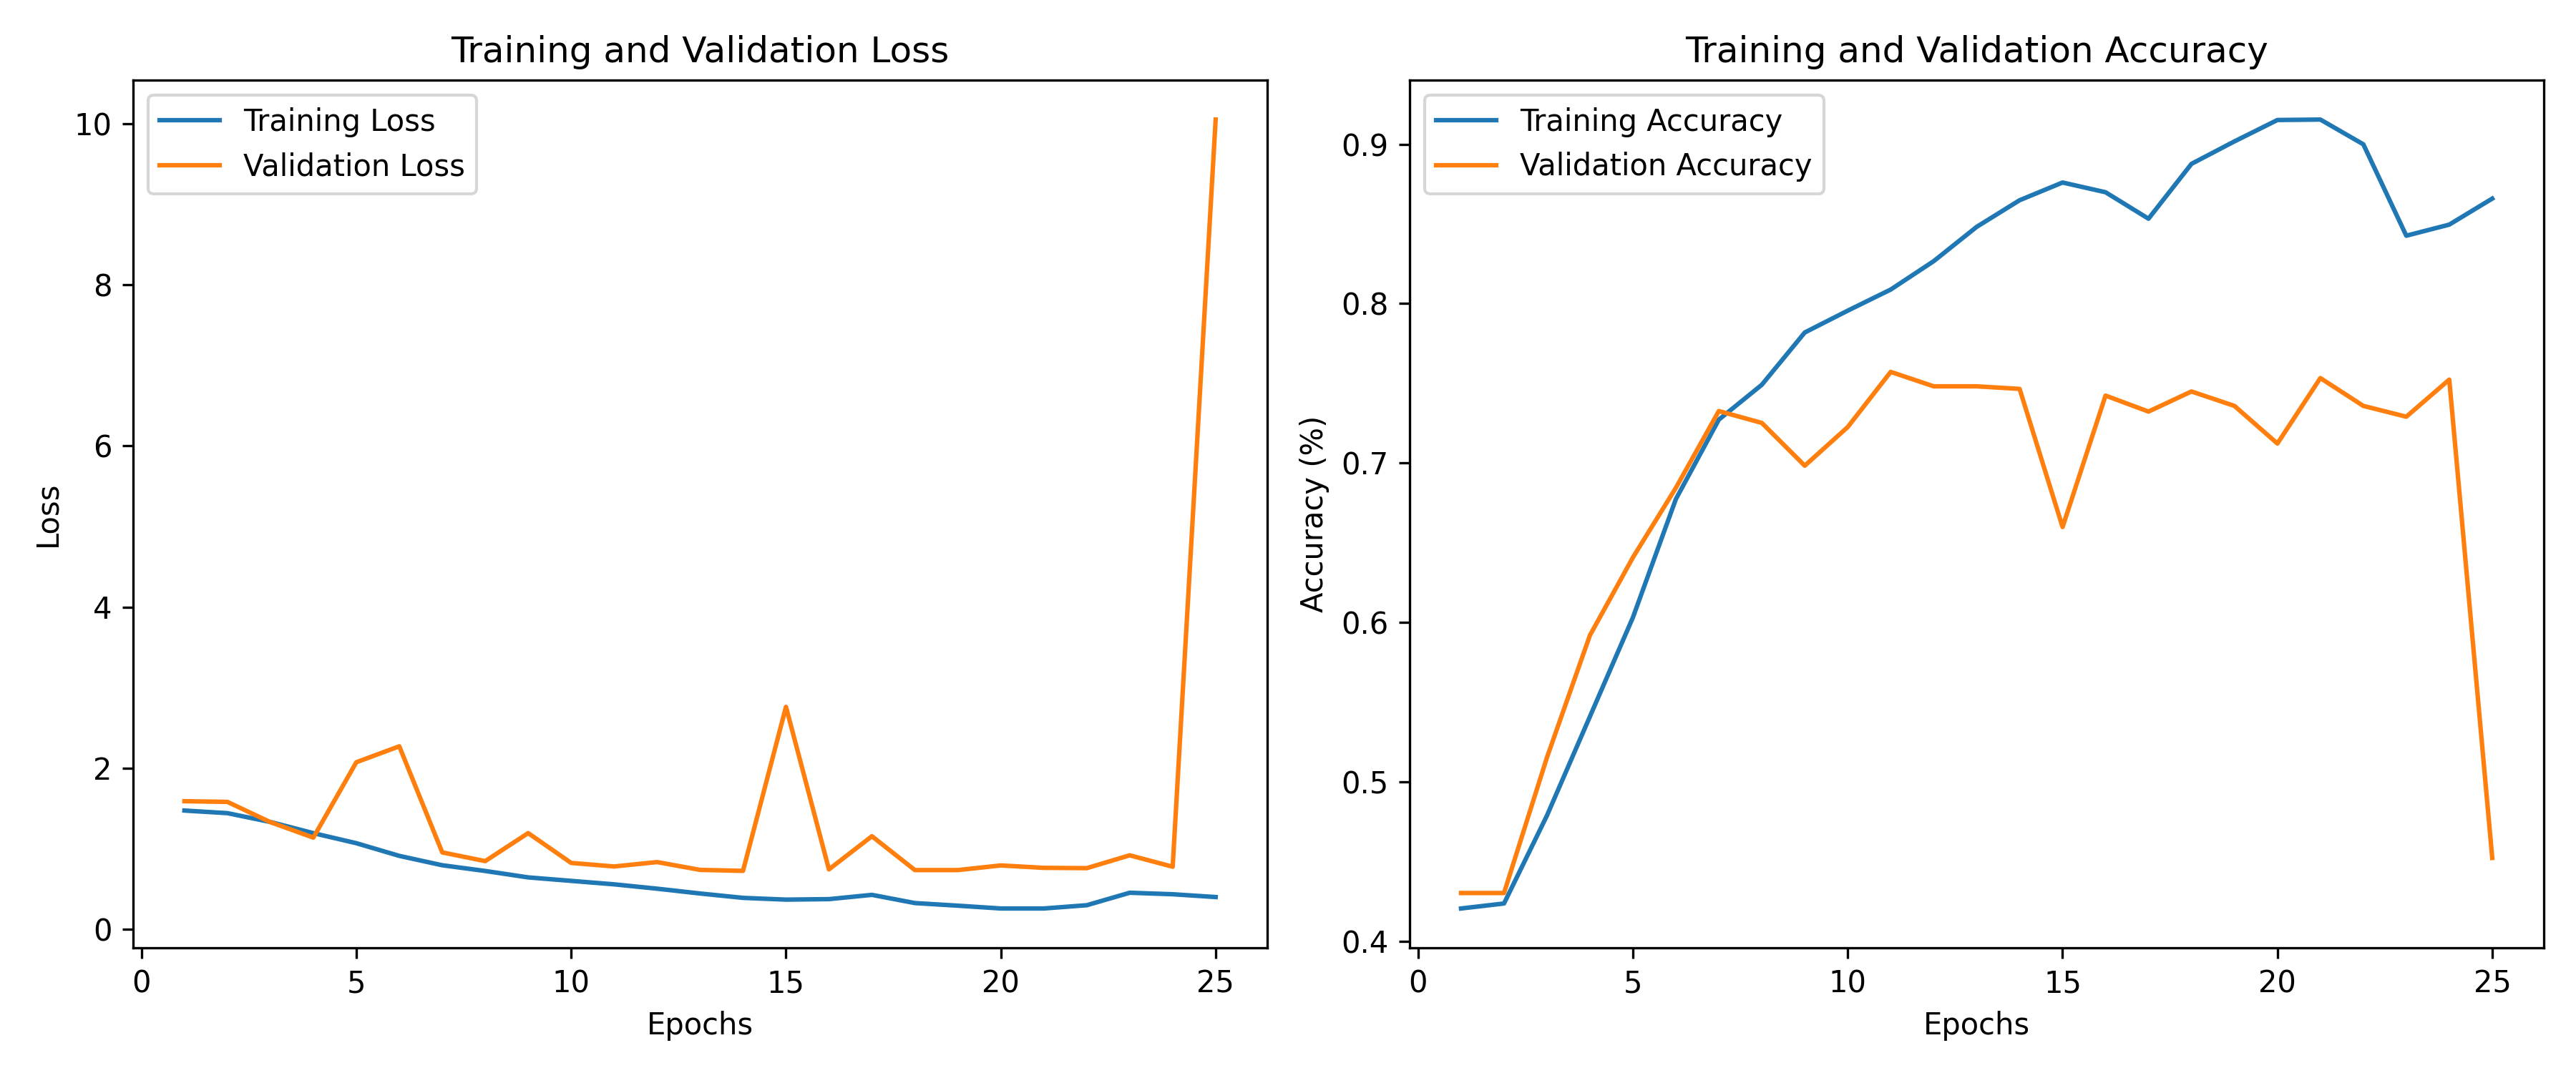 Training and Validation Loss
Training Loss
Validation Loss
10
8
6
4
2
0
Loss
0 5 10 15 20 25
Epochs
Training and Validation Accuracy
Training Accuracy
Validation Accuracy
0.9
0.8
0.7
0.6
0.5
0.4
Accuracy (%)
0 5 10 15 20 25
Epochs